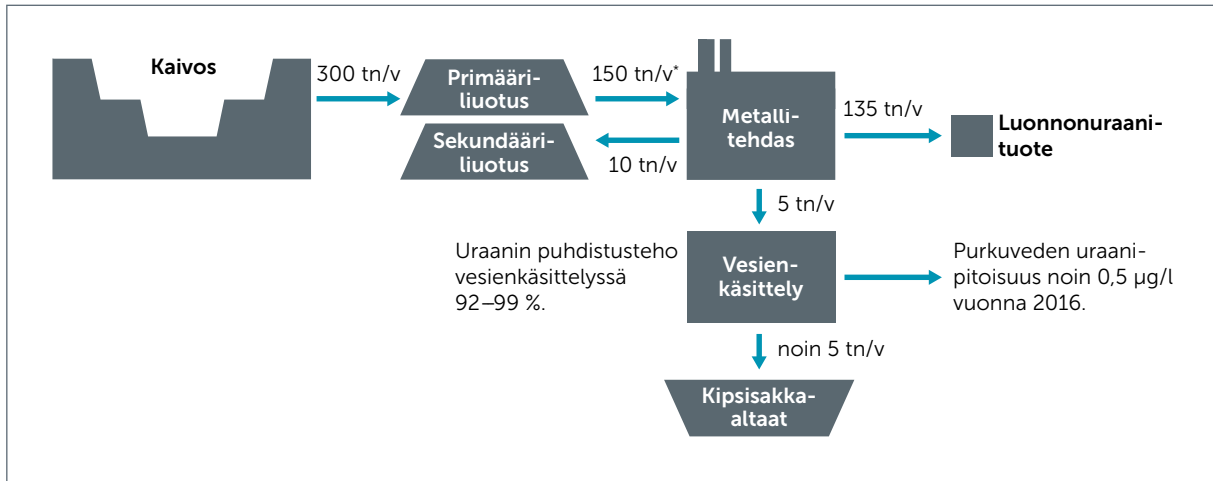 Kaivos
300 tn/v
Primääri-
liuotus
150 tn/v*
Sekundääri-
liuotus
10 tn/v
Metalli-
tehdas
135 tn/v
Luonnonuraani-
tuote
5 tn/v
Uraanin puhdistusteho
vesienkäsittelyssä
92–99 %.
Vesien-
käsittely
Purkuveden uraani-
pitoisuus noin 0,5 µg/l
vuonna 2016.
noin 5 tn/v
Kipsisakka-
altaat